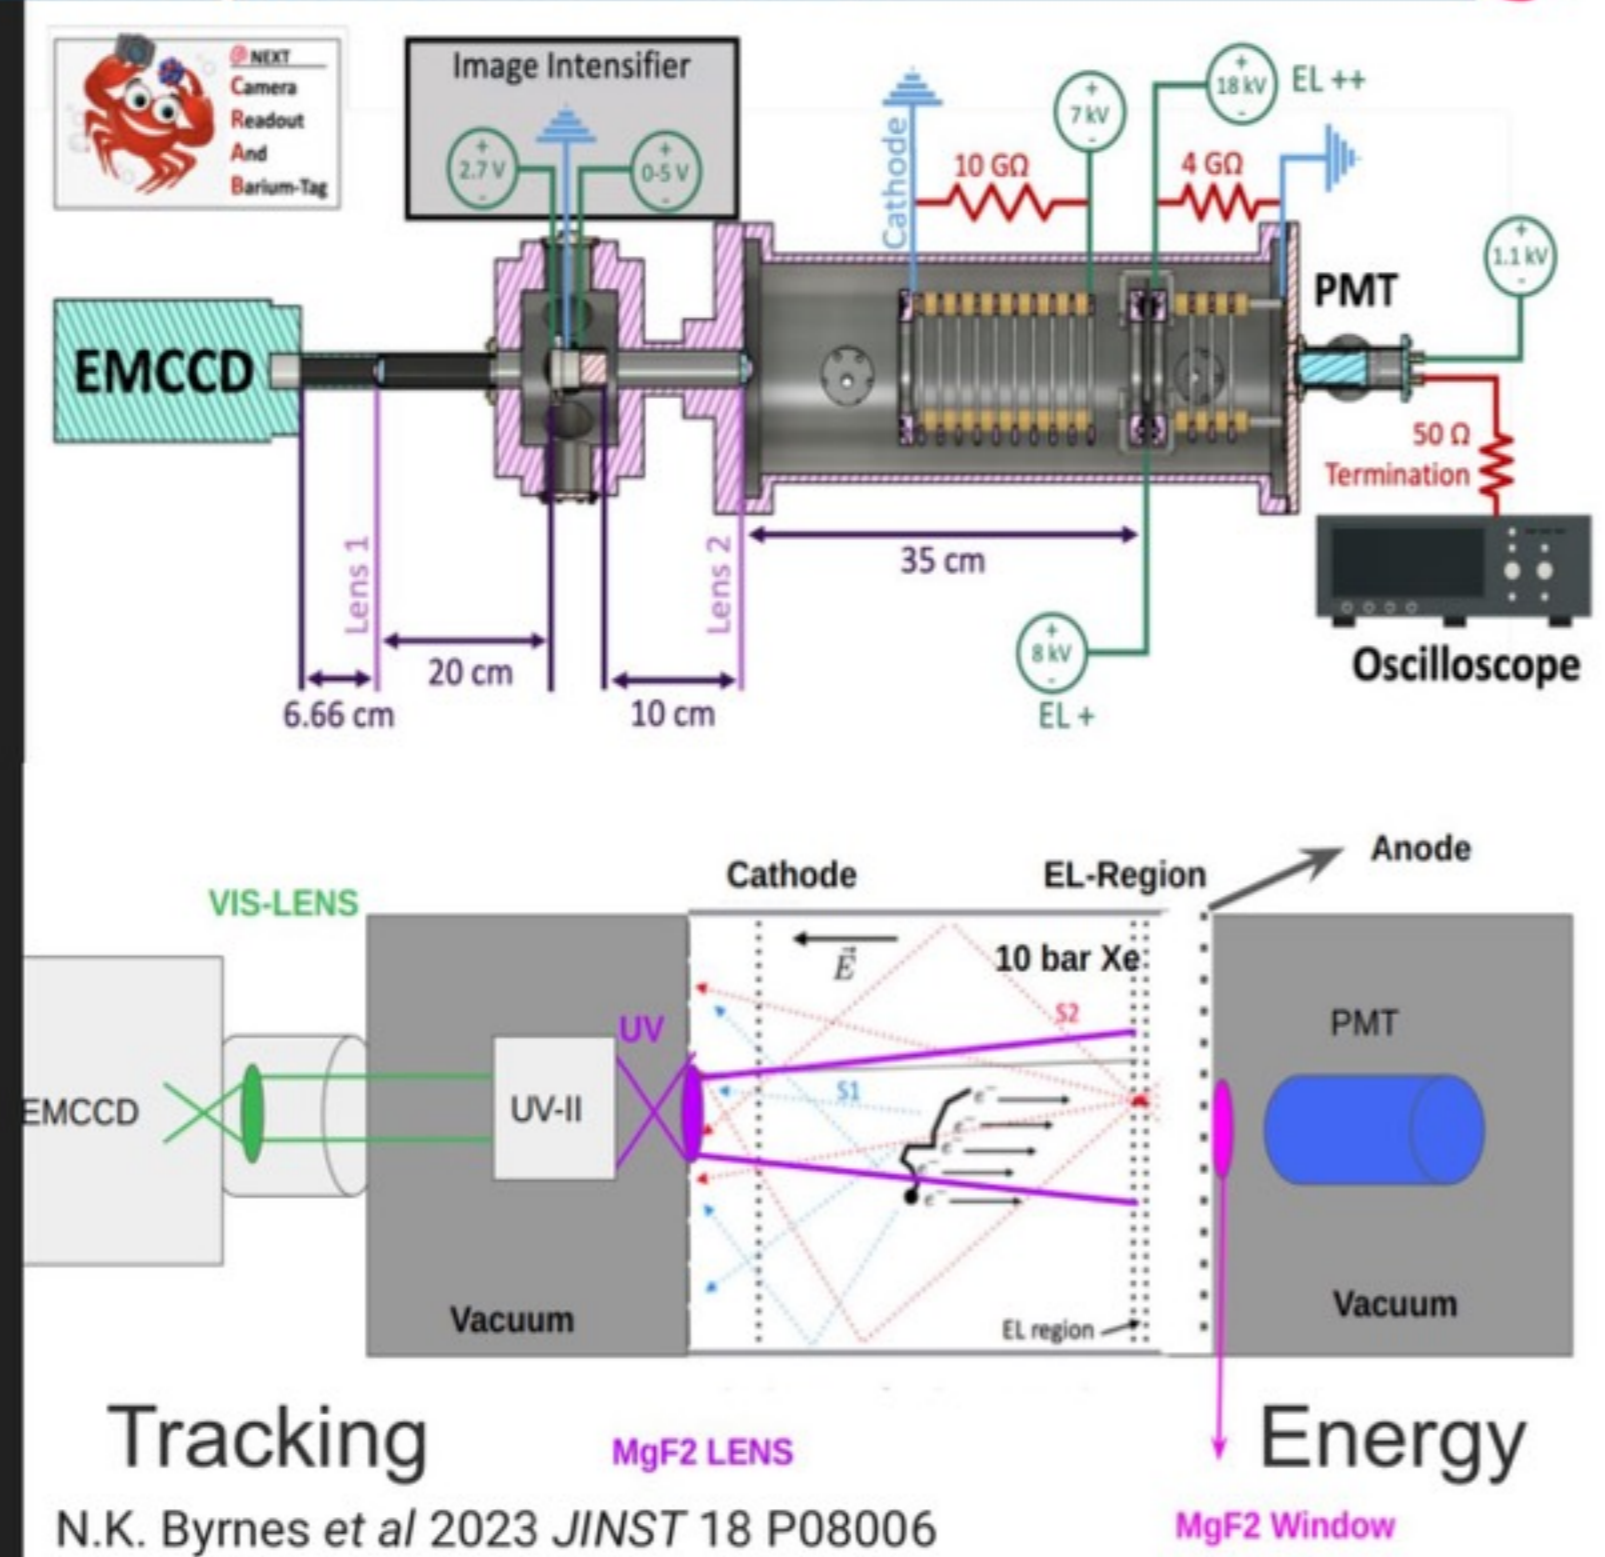 @NEXT
Camera
Readout
And
Barium-Tag
Image Intensifier
+
2.7 V
-
+
0-5 V
-
Cathode
10 GΩ
+
7 kV
-
+
18 kV
-
EL ++
4 GΩ
+
1.1 kV
-
EMCCD
PMT
50 Ω
Termination
Lens 1
Lens 2
35 cm
20 cm
6.66 cm
10 cm
+
8 kV
-
EL +
Oscilloscope
Anode
Cathode
EL-Region
VIS-LENS
E
10 bar Xe
UV
S2
PMT
S1
EMCCD
UV-II
e-
e-
e-
e-
e-
Vacuum
EL region
Vacuum
Tracking
MgF2 LENS
Energy
N.K. Byrnes et al 2023 JINST 18 P08006
MgF2 Window